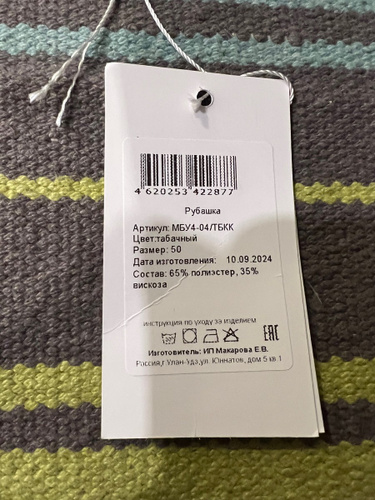 4 620253 422877
Рубашка
Артикул: МБУ4-04/ТБКК
Цвет:табачный
Размер: 50
Дата изготовления: 10.09.2024
Состав: 65% полиэстер, 35%
вискоза
инструкция по уходу за изделием
EAC
Изготовитель: ИП Макарова Е.В.
Россия,г Улан-Удэ,ул. Юннатов, дом 5 кв.1